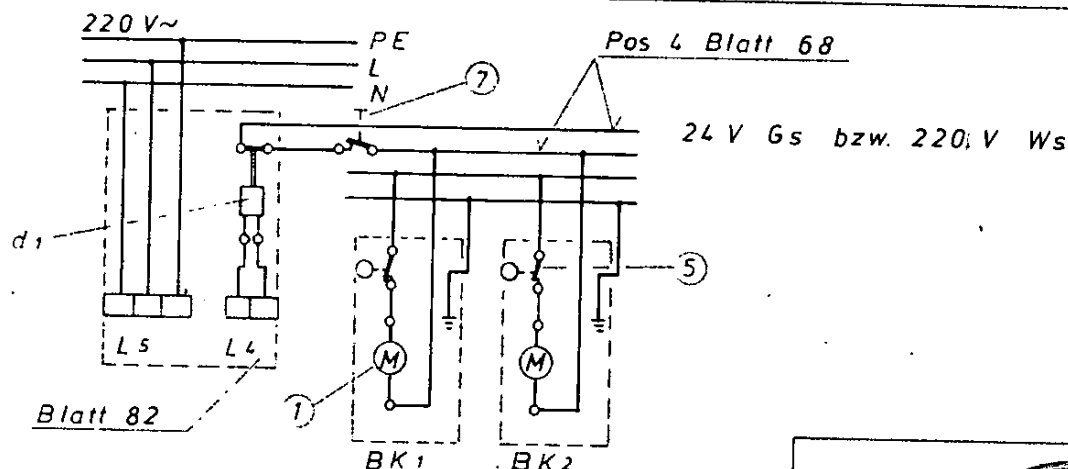 220 V~
PE
L
N
7
Pos 4 Blatt 68
24 V Gs bzw. 220 V Ws
d1
5
L5
L4
M
M
1
Blatt 82
BK1
BK2